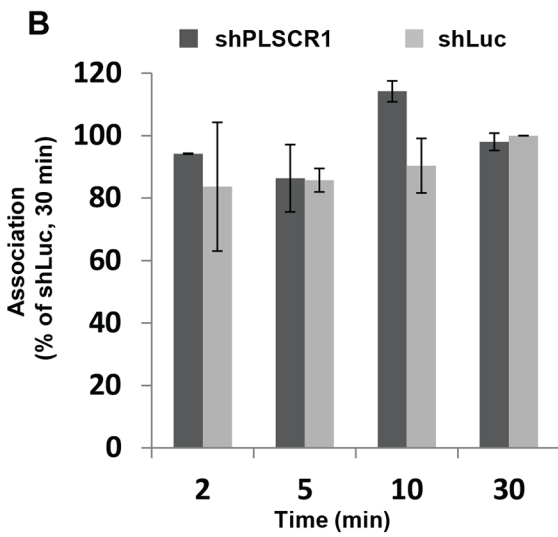 B
shPLSCR1 shLuc
Association
(% of shLuc, 30 min)
120
100
80
60
40
20
0
2 5 10 30
Time (min)